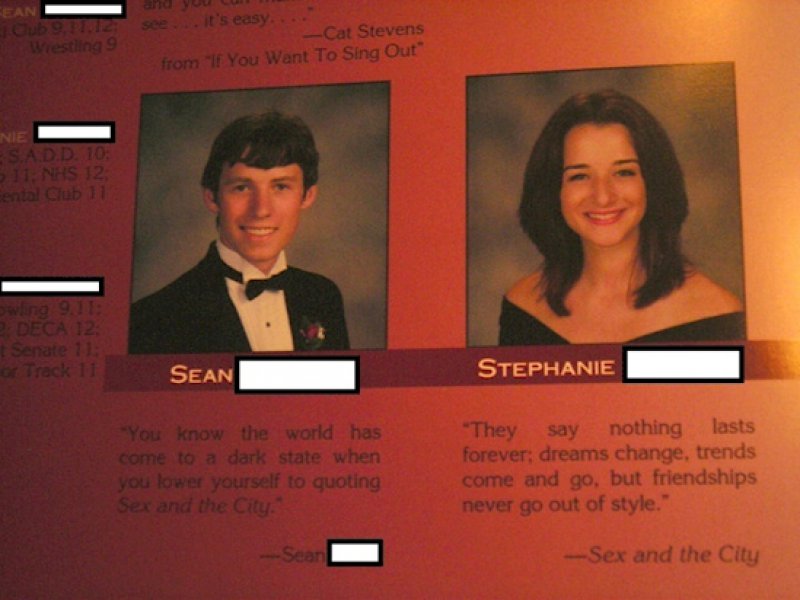 SEAN
Club 9,11,12;
Wrestling 9
see . . . it's easy. . . ."
—Cat Stevens
from "If You Want To Sing Out"
S.A.D.D. 10;
11; NHS 12;
Club 11
9,11;
DECA 12;
Senate 11;
Track 11
SEAN
STEPHANIE
"You know the world has
come to a dark state when
you lower yourself to quoting
Sex and the City."
—Sean
"They say nothing lasts
forever; dreams change, trends
come and go, but friendships
never go out of style."
—Sex and the City